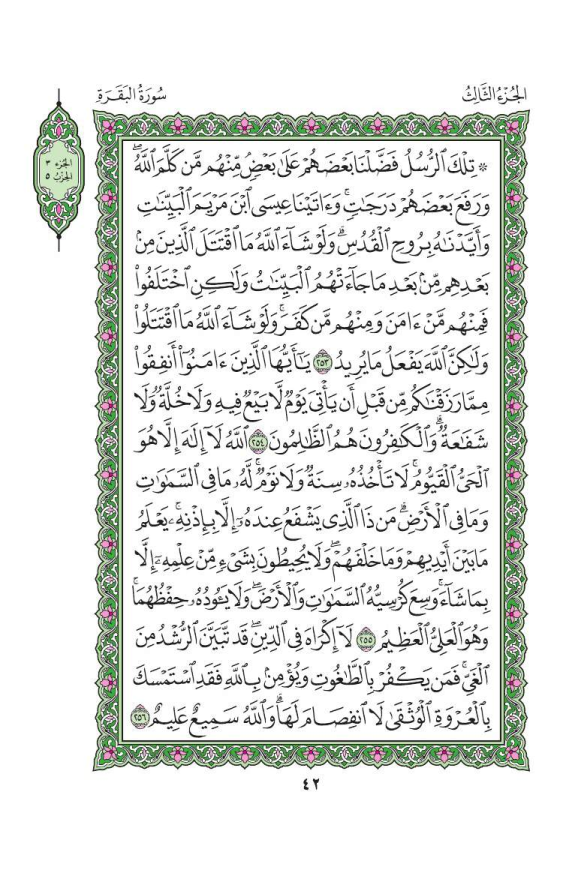 الجُزءُ الثَّالِثُ
سُورَةُ البَقَرَةِ
الجزء ٣
الحزب ٥
۞ تِلۡكَ ٱلرُّسُلُ فَضَّلۡنَا بَعۡضَهُمۡ عَلَىٰ بَعۡضٖۘ مِّنۡهُم مَّن كَلَّمَ ٱللَّهُۖ
وَرَفَعَ بَعۡضَهُمۡ دَرَجَٰتٖۚ وَءَاتَيۡنَا عِيسَى ٱبۡنَ مَرۡيَمَ ٱلۡبَيِّنَٰتِ
وَأَيَّدۡنَٰهُ بِرُوحِ ٱلۡقُدُسِۗ وَلَوۡ شَآءَ ٱللَّهُ مَا ٱقۡتَتَلَ ٱلَّذِينَ مِنۢ
بَعۡدِهِم مِّنۢ بَعۡدِ مَا جَآءَتۡهُمُ ٱلۡبَيِّنَٰتُ وَلَٰكِنِ ٱخۡتَلَفُواْ
فَمِنۡهُم مَّنۡ ءَامَنَ وَمِنۡهُم مَّن كَفَرَۚ وَلَوۡ شَآءَ ٱللَّهُ مَا ٱقۡتَتَلُواْ
وَلَٰكِنَّ ٱللَّهَ يَفۡعَلُ مَا يُرِيدُ ٢٥٣ يَٰٓأَيُّهَا ٱلَّذِينَ ءَامَنُوٓاْ أَنفِقُواْ
مِمَّا رَزَقۡنَٰكُم مِّن قَبۡلِ أَن يَأۡتِيَ يَوۡمٞ لَّا بَيۡعٞ فِيهِ وَلَا خُلَّةٞ وَلَا
شَفَٰعَةٞۗ وَٱلۡكَٰفِرُونَ هُمُ ٱلظَّٰلِمُونَ ٢٥٤ ٱللَّهُ لَآ إِلَٰهَ إِلَّا هُوَ
ٱلۡحَيُّ ٱلۡقَيُّومُۚ لَا تَأۡخُذُهُۥ سِنَةٞ وَلَا نَوۡمٞۚ لَّهُۥ مَا فِي ٱلسَّمَٰوَٰتِ
وَمَا فِي ٱلۡأَرۡضِۗ مَن ذَا ٱلَّذِي يَشۡفَعُ عِندَهُۥٓ إِلَّا بِإِذۡنِهِۦۚ يَعۡلَمُ
مَا بَيۡنَ أَيۡدِيهِمۡ وَمَا خَلۡفَهُمۡۖ وَلَا يُحِيطُونَ بِشَيۡءٖ مِّنۡ عِلۡمِهِۦٓ إِلَّا
بِمَا شَآءَۚ وَسِعَ كُرۡسِيُّهُ ٱلسَّمَٰوَٰتِ وَٱلۡأَرۡضَۖ وَلَا يَـُٔودُهُۥ حِفۡظُهُمَاۚ
وَهُوَ ٱلۡعَلِيُّ ٱلۡعَظِيمُ ٢٥٥ لَآ إِكۡرَاهَ فِي ٱلدِّينِۖ قَد تَّبَيَّنَ ٱلرُّشۡدُ مِنَ
ٱلۡغَيِّۚ فَمَن يَكۡفُرۡ بِٱلطَّٰغُوتِ وَيُؤۡمِنۢ بِٱللَّهِ فَقَدِ ٱسۡتَمۡسَكَ
بِٱلۡعُرۡوَةِ ٱلۡوُثۡقَىٰ لَا ٱنفِصَامَ لَهَاۗ وَٱللَّهُ سَمِيعٌ عَلِيمٌ ٢٥٦
٤٢